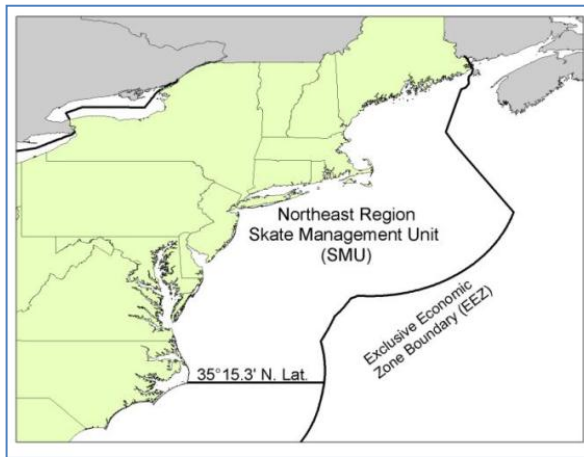 Northeast Region
Skate Management Unit
(SMU)
Exclusive Economic
Zone Boundary (EEZ)
35°15.3' N. Lat.